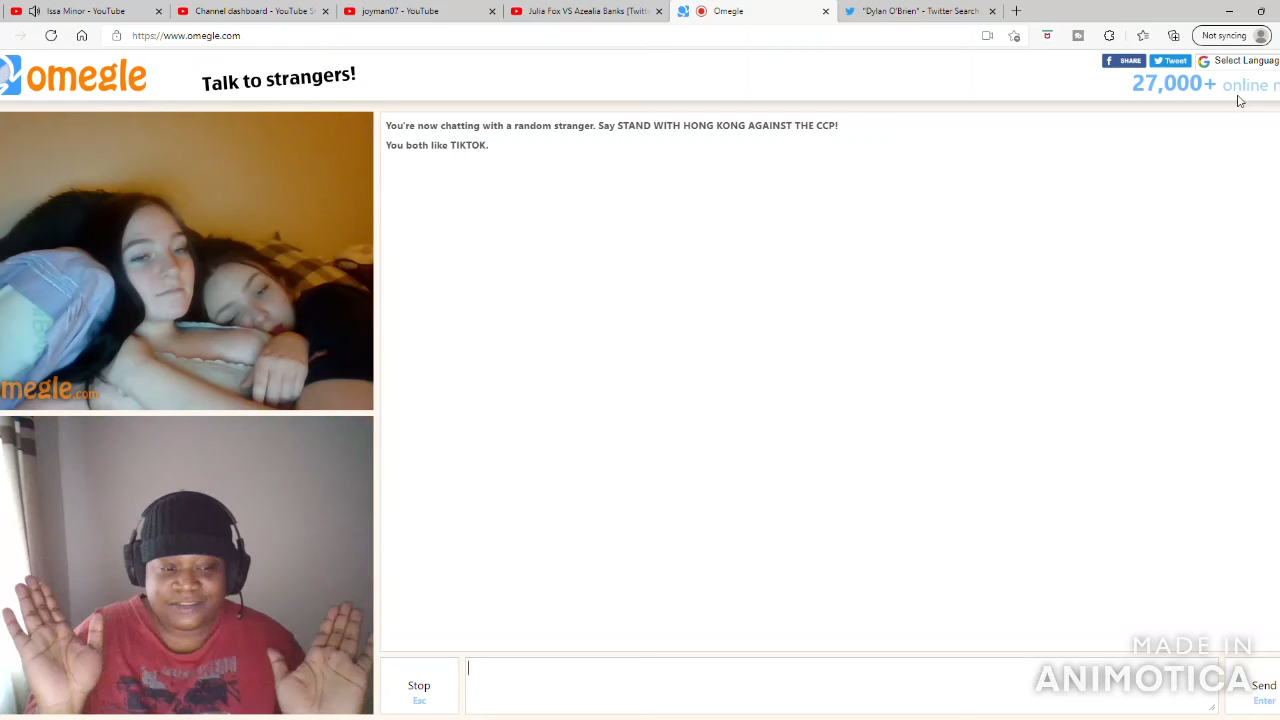 Issa Minor - YouTube
Channel dashboard - YouTube S
joyman07 - YouTube
Julia Fox VS Azealia Banks [Twitt
Omegle
"Dylan O'Brien" - Twitter Search
https://www.omegle.com
Not syncing
omegle
Talk to strangers!
SHARE
Tweet
Select Languag
27,000+ online n
You're now chatting with a random stranger. Say STAND WITH HONG KONG AGAINST THE CCP!
You both like TIKTOK.
megle.com
MADE IN
ANIMOTICA
Stop
Esc
Send
Enter